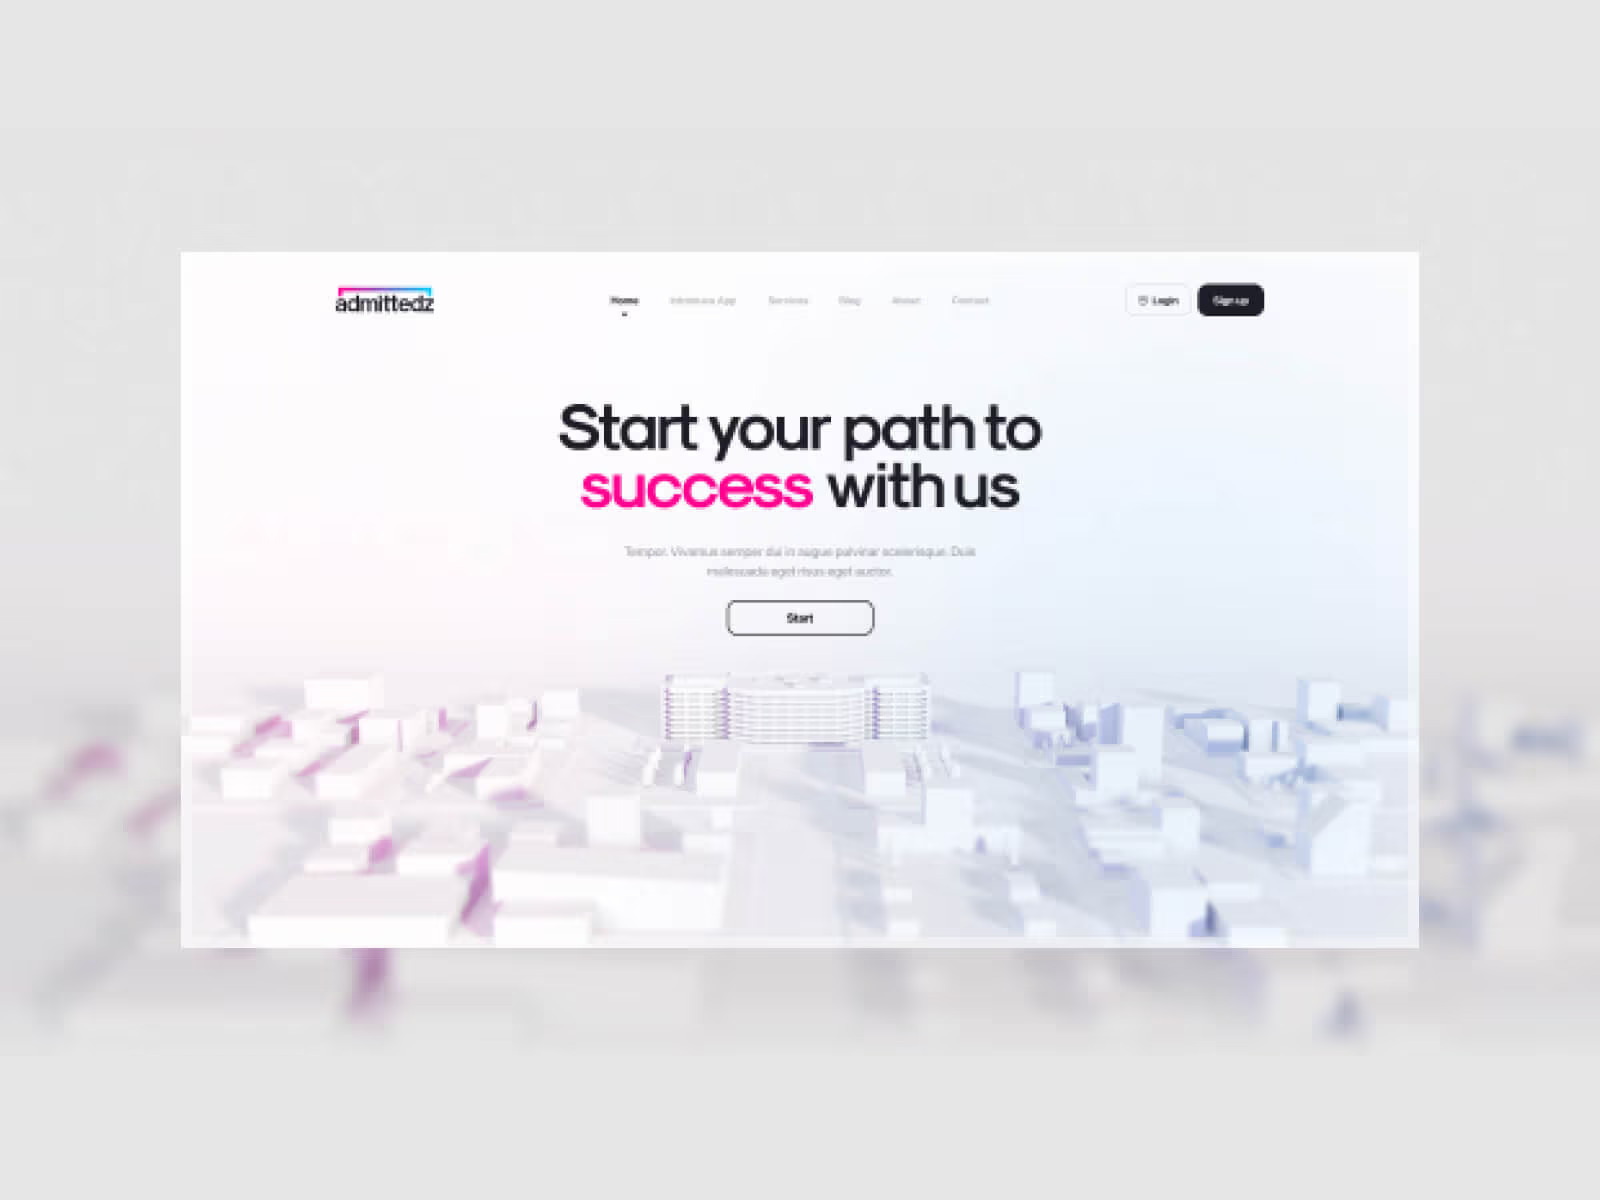 admittedz
Home Introduce App Services Blog About Contact
Login Sign up
Start your path to
success with us
Tempor. Vivamus semper dui in augue pulvinar scelerisque. Duis
malesuada eget risus eget auctor.
Start